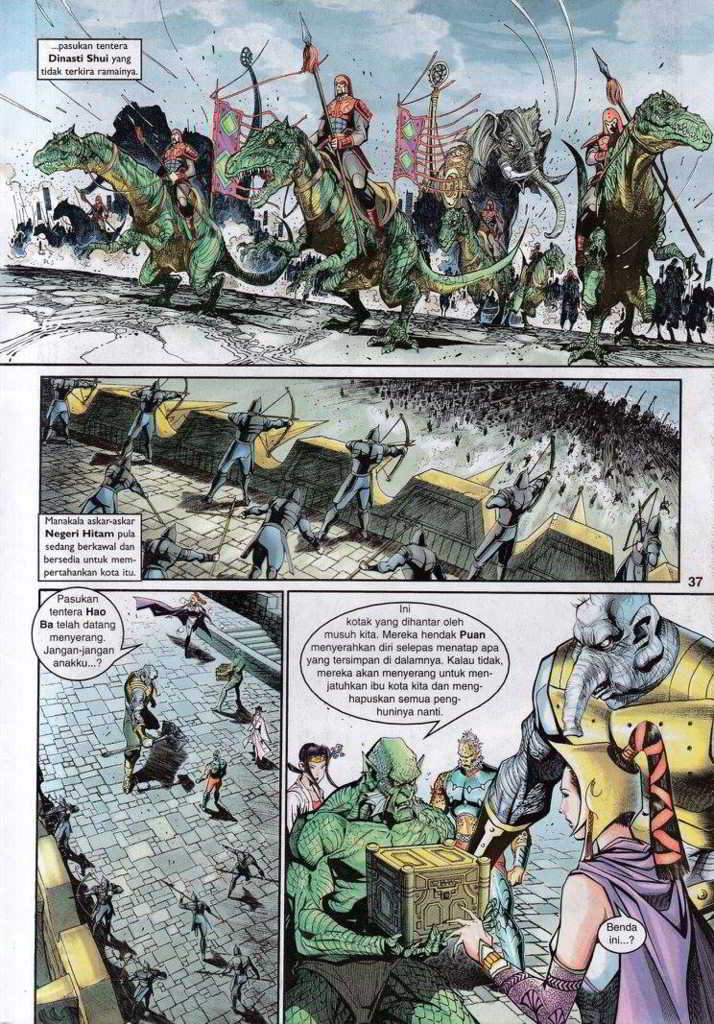 ...pasukan tentera
Dinasti Shui yang
tidak terkira ramainya.
Manakala askar-askar
Negeri Hitam pula
sedang berkawal dan
bersedia untuk mem-
pertahankan kota itu.
37
Pasukan
tentera Hao
Ba telah datang
menyerang.
Jangan-jangan
anakku...?
Ini
kotak yang dihantar oleh
musuh kita. Mereka hendak Puan
menyerahkan diri selepas menatap apa
yang tersimpan di dalamnya. Kalau tidak,
mereka akan menyerang untuk men-
jatuhkan ibu kota kita dan meng-
hapuskan semua peng-
huninya nanti.
Benda
ini...?